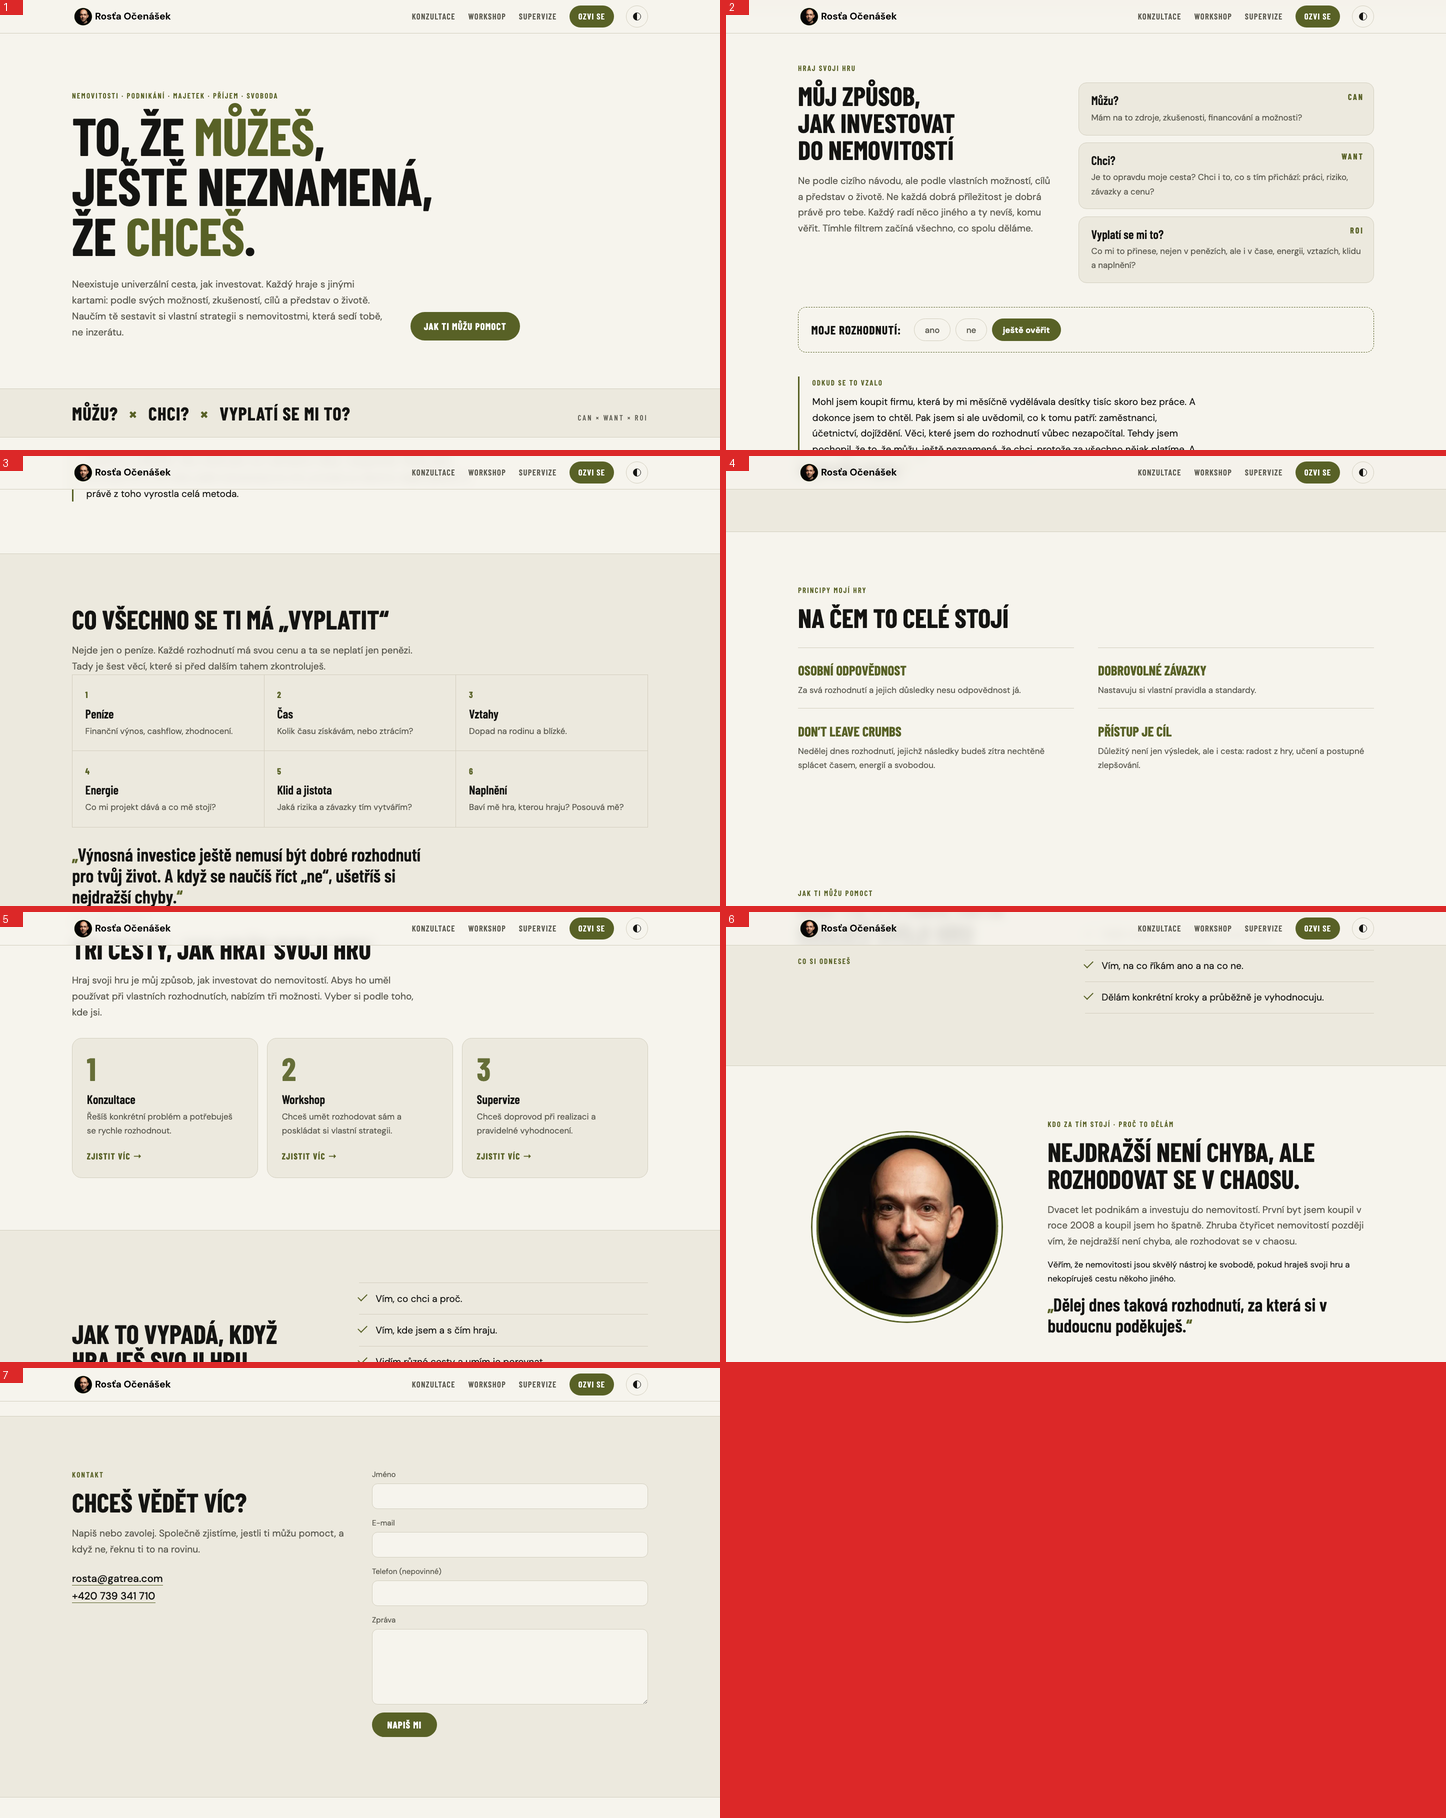 1
Rosťa Očenášek
KONZULTACE
WORKSHOP
SUPERVIZE
OZVI SE
NEMOVITOSTI · PODNIKÁNÍ · MAJETEK · PŘÍJEM · SVOBODA
TO, ŽE MŮŽEŠ,
JEŠTĚ NEZNAMENÁ,
ŽE CHCEŠ.
Neexistuje univerzální cesta, jak investovat. Každý hraje s jinými
kartami: podle svých možností, zkušeností, cílů a představ o životě.
Naučím tě sestavit si vlastní strategii s nemovitostmi, která sedí tobě,
ne inzerátu.
JAK TI MŮŽU POMOCT
MŮŽU? × CHCI? × VYPLATÍ SE MI TO?
CAN × WANT × ROI
2
Rosťa Očenášek
KONZULTACE
WORKSHOP
SUPERVIZE
OZVI SE
HRAJ SVOJI HRU
MŮJ ZPŮSOB,
JAK INVESTOVAT
DO NEMOVITOSTÍ
Ne podle cizího návodu, ale podle vlastních možností, cílů
a představ o životě. Ne každá dobrá příležitost je dobrá
právě pro tebe. Každý radí něco jiného a ty nevíš, komu
věřit. Tímhle filtrem začíná všechno, co spolu děláme.
Můžu?
CAN
Mám na to zdroje, zkušenosti, financování a možnosti?
Chci?
WANT
Je to opravdu moje cesta? Chci i to, co s tím přichází: práci, riziko,
závazky a cenu?
Vyplatí se mi to?
ROI
Co mi to přinese, nejen v penězích, ale i v čase, energii, vztazích, klidu
a naplnění?
MOJE ROZHODNUTÍ:
ano
ne
ještě ověřit
ODKUD SE TO VZALO
Mohl jsem koupit firmu, která by mi měsíčně vydělávala desítky tisíc skoro bez práce. A
dokonce jsem to chtěl. Pak jsem si ale uvědomil, co k tomu patří: zaměstnanci,
účetnictví, dojíždění. Věci, které jsem do rozhodnutí vůbec nezapočítal. Tehdy jsem
pochopil, že to, že můžu, ještě neznamená, že chci, protože za všechno nějak platíme. A
3
Rosťa Očenášek
KONZULTACE
WORKSHOP
SUPERVIZE
OZVI SE
právě z toho vyrostla celá metoda.
CO VŠECHNO SE TI MÁ „VYPLATIT“
Nejde jen o peníze. Každé rozhodnutí má svou cenu a ta se neplatí jen penězi.
Tady je šest věcí, které si před dalším tahem zkontroluješ.
1
Peníze
Finanční výnos, cashflow, zhodnocení.
2
Čas
Kolik času získávám, nebo ztrácím?
3
Vztahy
Dopad na rodinu a blízké.
4
Energie
Co mi projekt dává a co mě stojí?
5
Klid a jistota
Jaká rizika a závazky tím vytvářím?
6
Naplnění
Baví mě hra, kterou hraju? Posouvá mě?
„Výnosná investice ještě nemusí být dobré rozhodnutí
pro tvůj život. A když se naučíš říct „ne“, ušetříš si
nejdražší chyby.“
4
Rosťa Očenášek
KONZULTACE
WORKSHOP
SUPERVIZE
OZVI SE
PRINCIPY MOJÍ HRY
NA ČEM TO CELÉ STOJÍ
OSOBNÍ ODPOVĚDNOST
Za svá rozhodnutí a jejich důsledky nesu odpovědnost já.
DOBROVOLNÉ ZÁVAZKY
Nastavuju si vlastní pravidla a standardy.
DON'T LEAVE CRUMBS
Nedělej dnes rozhodnutí, jejichž následky budeš zítra nechtěně
splácet časem, energií a svobodou.
PŘÍSTUP JE CÍL
Důležitý není jen výsledek, ale i cesta: radost z hry, učení a postupné
zlepšování.
JAK TI MŮŽU POMOCT
5
Rosťa Očenášek
KONZULTACE
WORKSHOP
SUPERVIZE
OZVI SE
TŘI CESTY, JAK HRÁT SVOJI HRU
Hraj svoji hru je můj způsob, jak investovat do nemovitostí. Abys ho uměl
používat při vlastních rozhodnutích, nabízím tři možnosti. Vyber si podle toho,
kde jsi.
1
Konzultace
Řešíš konkrétní problém a potřebuješ
se rychle rozhodnout.
ZJISTIT VÍC →
2
Workshop
Chceš umět rozhodovat sám a
poskládat si vlastní strategii.
ZJISTIT VÍC →
3
Supervize
Chceš doprovod při realizaci a
pravidelné vyhodnocení.
ZJISTIT VÍC →
JAK TO VYPADÁ, KDYŽ
HRAJEŠ SVOJI HRU
Vím, co chci a proč.
Vím, kde jsem a s čím hraju.
Vidím různé cesty a umím je porovnat.
6
Rosťa Očenášek
KONZULTACE
WORKSHOP
SUPERVIZE
OZVI SE
CO SI ODNESEŠ
Vím, na co říkám ano a na co ne.
Dělám konkrétní kroky a průběžně je vyhodnocuju.
KDO ZA TÍM STOJÍ · PROČ TO DĚLÁM
NEJDRAŽŠÍ NENÍ CHYBA, ALE
ROZHODOVAT SE V CHAOSU.
Dvacet let podnikám a investuju do nemovitostí. První byt jsem koupil v
roce 2008 a koupil jsem ho špatně. Zhruba čtyřicet nemovitostí později
vím, že nejdražší není chyba, ale rozhodovat se v chaosu.
Věřím, že nemovitosti jsou skvělý nástroj ke svobodě, pokud hraješ svoji hru a
nekopíruješ cestu někoho jiného.
„Dělej dnes taková rozhodnutí, za která si v
budoucnu poděkuješ.“
7
Rosťa Očenášek
KONZULTACE
WORKSHOP
SUPERVIZE
OZVI SE
KONTAKT
CHCEŠ VĚDĚT VÍC?
Napiš nebo zavolej. Společně zjistíme, jestli ti můžu pomoct, a
když ne, řeknu ti to na rovinu.
rosta@gatrea.com
+420 739 341 710
Jméno
E-mail
Telefon (nepovinné)
Zpráva
NAPIŠ MI